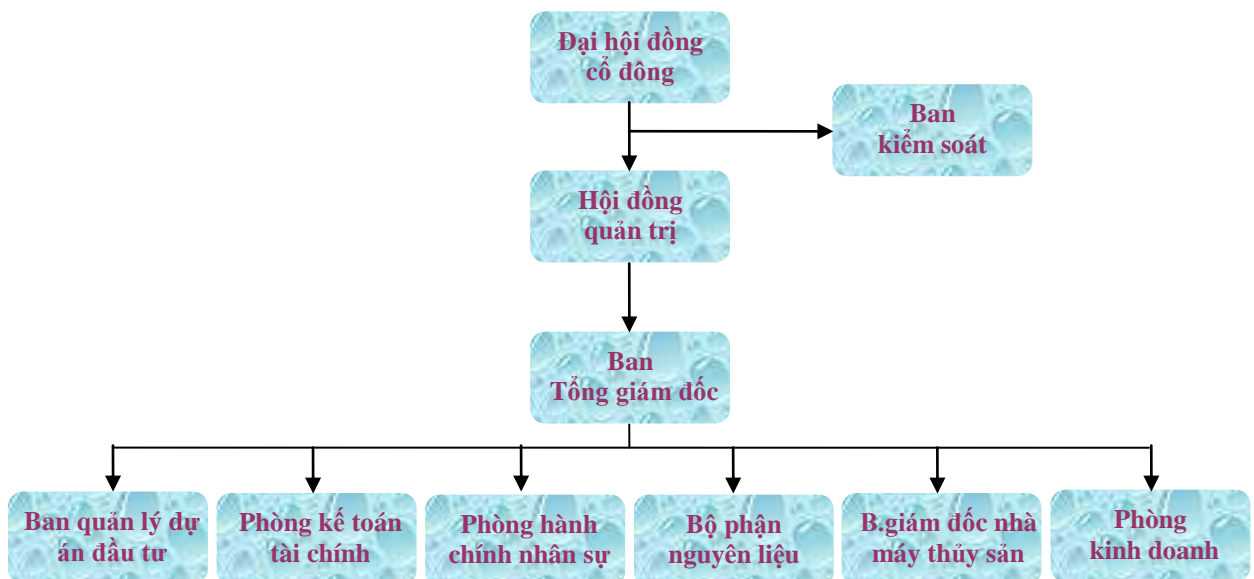 Đại hội đồng
cổ đông
Ban
kiểm soát
Hội đồng
quản trị
Ban
Tổng giám đốc
Ban quản lý dự
án đầu tư
Phòng kế toán
tài chính
Phòng hành
chính nhân sự
Bộ phận
nguyên liệu
B.giám đốc nhà
máy thủy sản
Phòng
kinh doanh